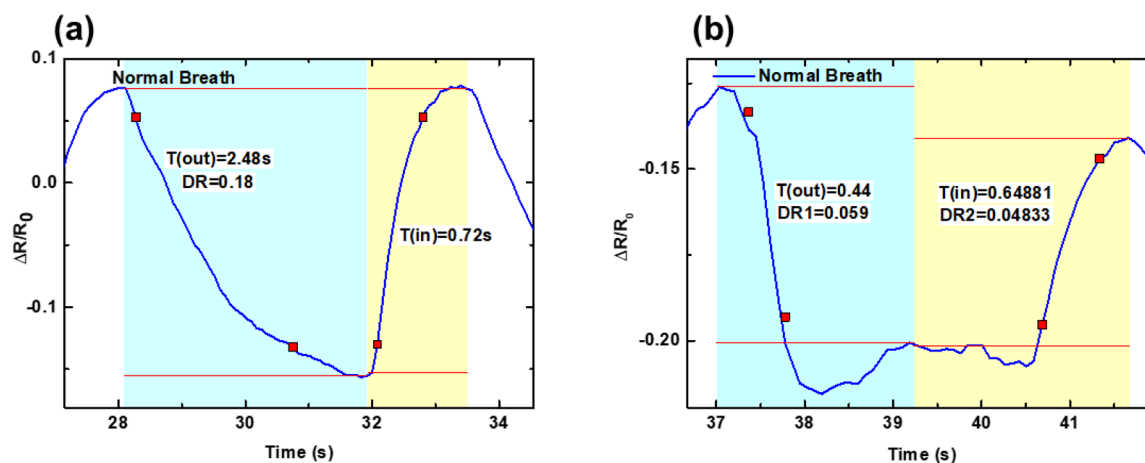 (a)
0.1
0.0
-0.1
ΔR/R0
Normal Breath
T(out)=2.48s
DR=0.18
T(in)=0.72s
28
30
32
34
Time (s)
(b)
-0.15
-0.20
ΔR/R0
Normal Breath
T(out)=0.44
DR1=0.059
T(in)=0.64881
DR2=0.04833
37
38
39
40
41
Time (s)